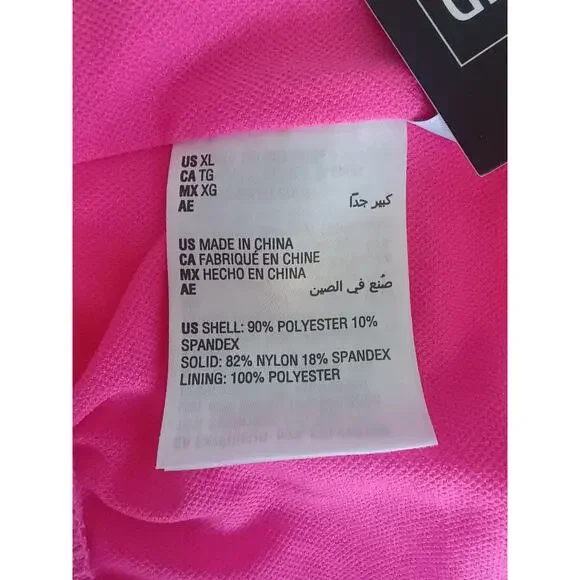 G
US XL
CA TG
MX XG
AE كبير جدًا
US MADE IN CHINA
CA FABRIQUÉ EN CHINE
MX HECHO EN CHINA
AE صُنع في الصين
US SHELL: 90% POLYESTER 10%
SPANDEX
SOLID: 82% NYLON 18% SPANDEX
LINING: 100% POLYESTER